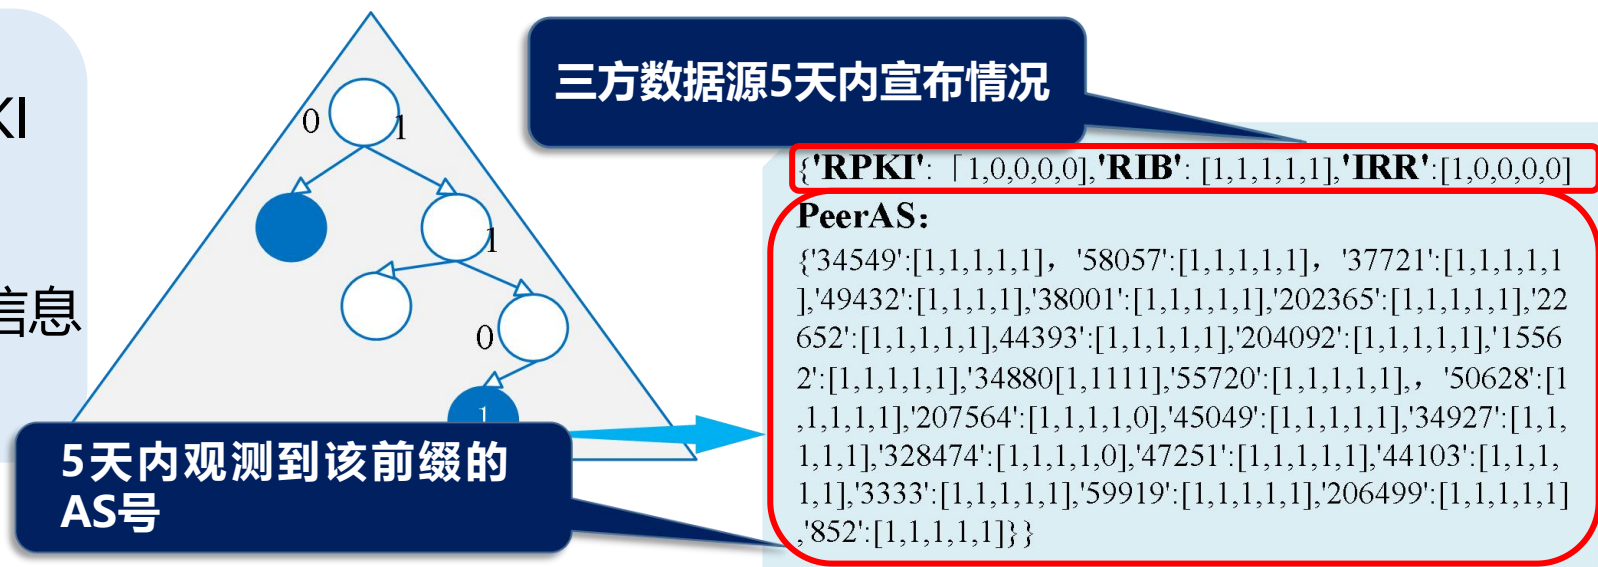 KI
信息
0
1
1
0
1
三方数据源5天内宣布情况
5天内观测到该前缀的
AS号
{'RPKI': 「1,0,0,0,0],'RIB': [1,1,1,1,1],'IRR':[1,0,0,0,0]
PeerAS：
{'34549':[1,1,1,1,1]，'58057':[1,1,1,1,1]，'37721':[1,1,1,1,1
],'49432':[1,1,1,1],'38001':[1,1,1,1,1],'202365':[1,1,1,1,1],'22
652':[1,1,1,1,1],44393':[1,1,1,1,1],'204092':[1,1,1,1,1],'1556
2':[1,1,1,1,1],'34880[1,1111],'55720':[1,1,1,1,1],，'50628':[1
,1,1,1,1],'207564':[1,1,1,1,0],'45049':[1,1,1,1,1],'34927':[1,1,
1,1,1],'328474':[1,1,1,1,0],'47251':[1,1,1,1,1],'44103':[1,1,1,
1,1],'3333':[1,1,1,1,1],'59919':[1,1,1,1,1],'206499':[1,1,1,1,1]
,'852':[1,1,1,1,1]}}